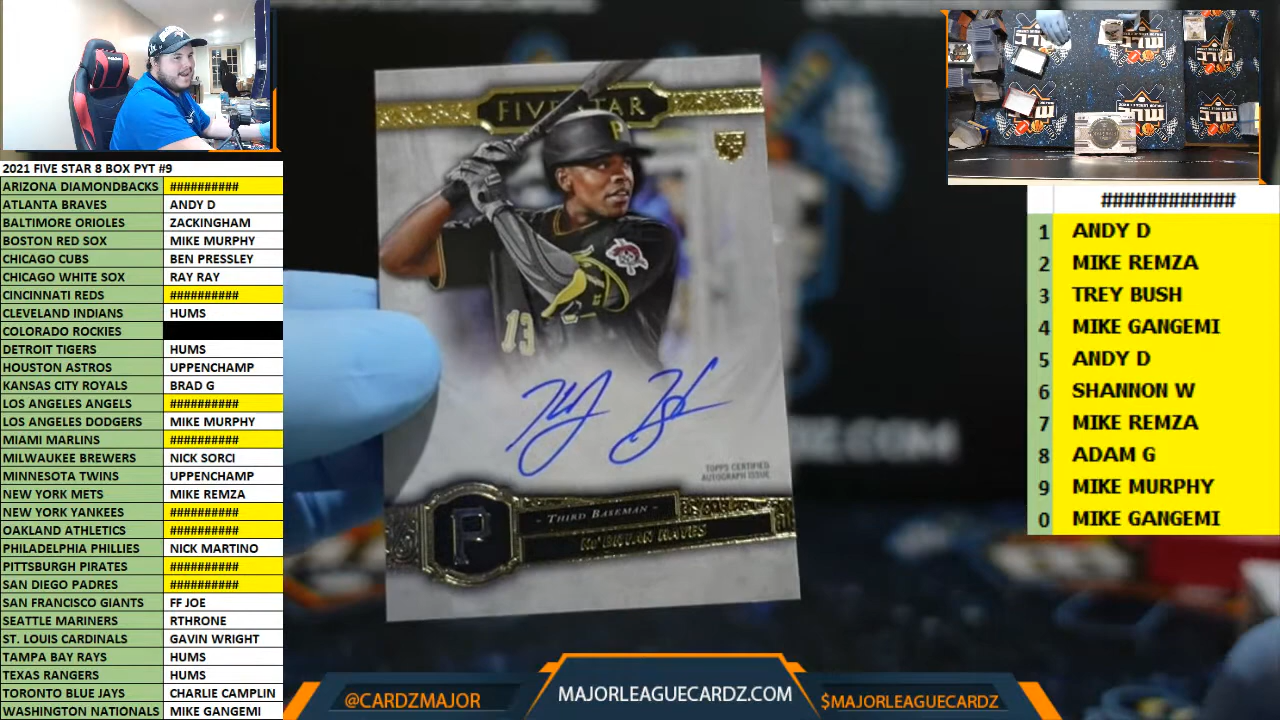 2021 FIVE STAR 8 BOX PYT #9
ARIZONA DIAMONDBACKS ##########
ATLANTA BRAVES ANDY D
BALTIMORE ORIOLES ZACKINGHAM
BOSTON RED SOX MIKE MURPHY
CHICAGO CUBS BEN PRESSLEY
CHICAGO WHITE SOX RAY RAY
CINCINNATI REDS ##########
CLEVELAND INDIANS HUMS
COLORADO ROCKIES
DETROIT TIGERS HUMS
HOUSTON ASTROS UPPENCHAMP
KANSAS CITY ROYALS BRAD G
LOS ANGELES ANGELS ##########
LOS ANGELES DODGERS MIKE MURPHY
MIAMI MARLINS ##########
MILWAUKEE BREWERS NICK SORCI
MINNESOTA TWINS UPPENCHAMP
NEW YORK METS MIKE REMZA
NEW YORK YANKEES ##########
OAKLAND ATHLETICS ##########
PHILADELPHIA PHILLIES NICK MARTINO
PITTSBURGH PIRATES ##########
SAN DIEGO PADRES ##########
SAN FRANCISCO GIANTS FF JOE
SEATTLE MARINERS RTHRONE
ST. LOUIS CARDINALS GAVIN WRIGHT
TAMPA BAY RAYS HUMS
TEXAS RANGERS HUMS
TORONTO BLUE JAYS CHARLIE CAMPLIN
WASHINGTON NATIONALS MIKE GANGEMI
FIVE STAR
P
RC
13
TOPPS CERTIFIED
AUTOGRAPH ISSUE
P
- THIRD BASEMAN -
KE'BRYAN HAYES
############
1 ANDY D
2 MIKE REMZA
3 TREY BUSH
4 MIKE GANGEMI
5 ANDY D
6 SHANNON W
7 MIKE REMZA
8 ADAM G
9 MIKE MURPHY
0 MIKE GANGEMI
@CARDZMAJOR
MAJORLEAGUECARDZ.COM
$MAJORLEAGUECARDZ